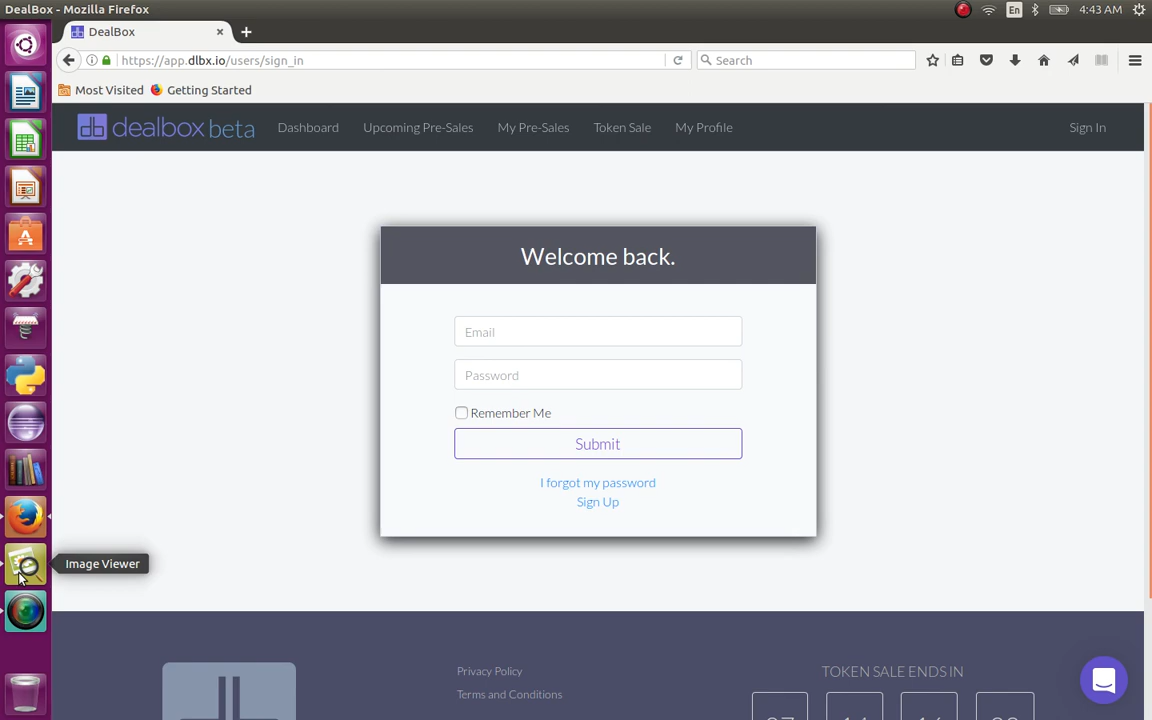 DealBox - Mozilla Firefox
En
4:43 AM
DealBox
https://app.dlbx.io/users/sign_in
Search
Most Visited
Getting Started
db dealbox beta
Dashboard
Upcoming Pre-Sales
My Pre-Sales
Token Sale
My Profile
Sign In
Welcome back.
Email
Password
Remember Me
Submit
I forgot my password
Sign Up
Image Viewer
Privacy Policy
Terms and Conditions
TOKEN SALE ENDS IN